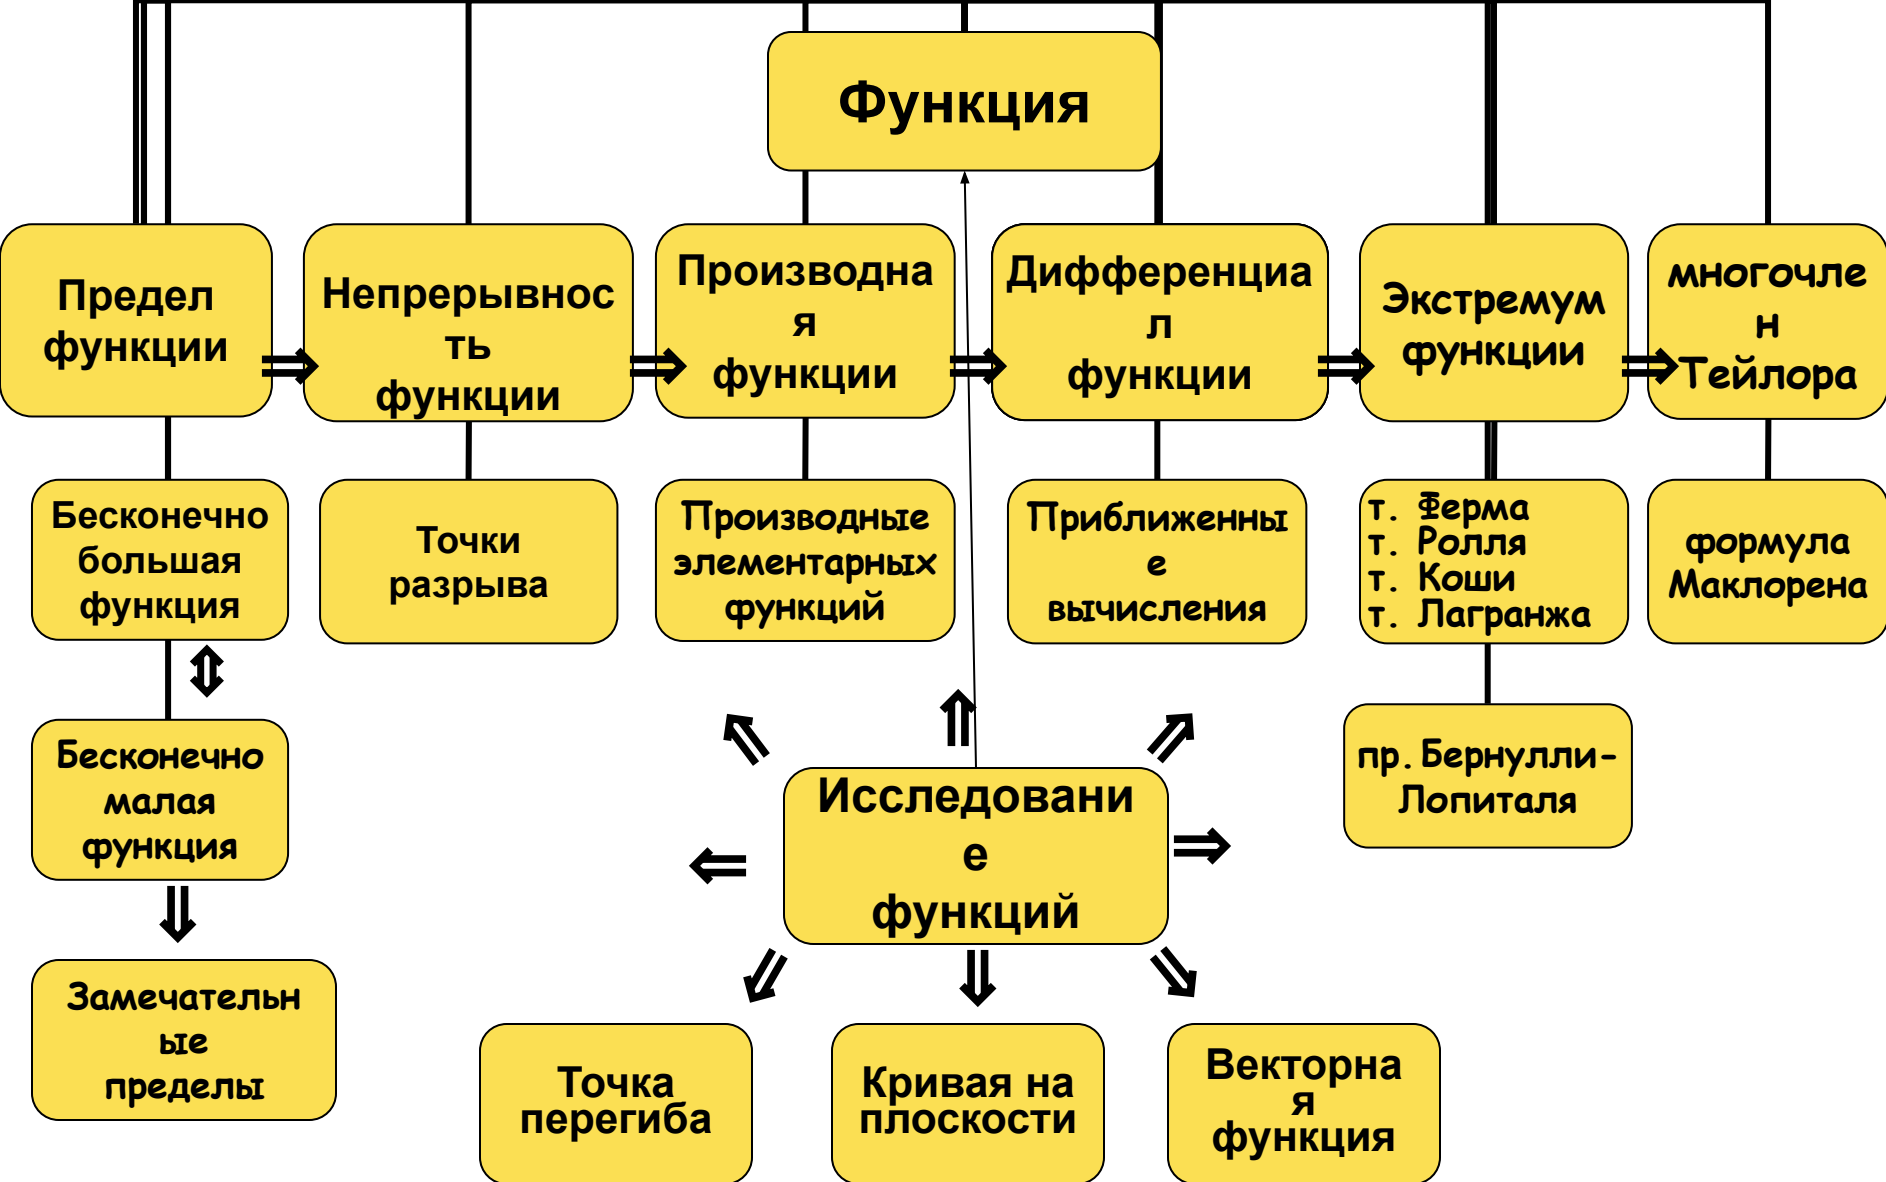 Функция
Предел
функции
Непрерывнос
ть
функции
Производна
я
функции
Дифференциа
л
функции
Экстремум
функции
многочле
н
Тейлора
Бесконечно
большая
функция
Точки
разрыва
Производные
элементарных
функций
Приближенны
е
вычисления
т. Ферма
т. Ролля
т. Коши
т. Лагранжа
формула
Маклорена
Бесконечно
малая
функция
Исследовани
е
функций
пр. Бернулли-
Лопиталя
Замечательн
ые
пределы
Точка
перегиба
Кривая на
плоскости
Векторна
я
функция